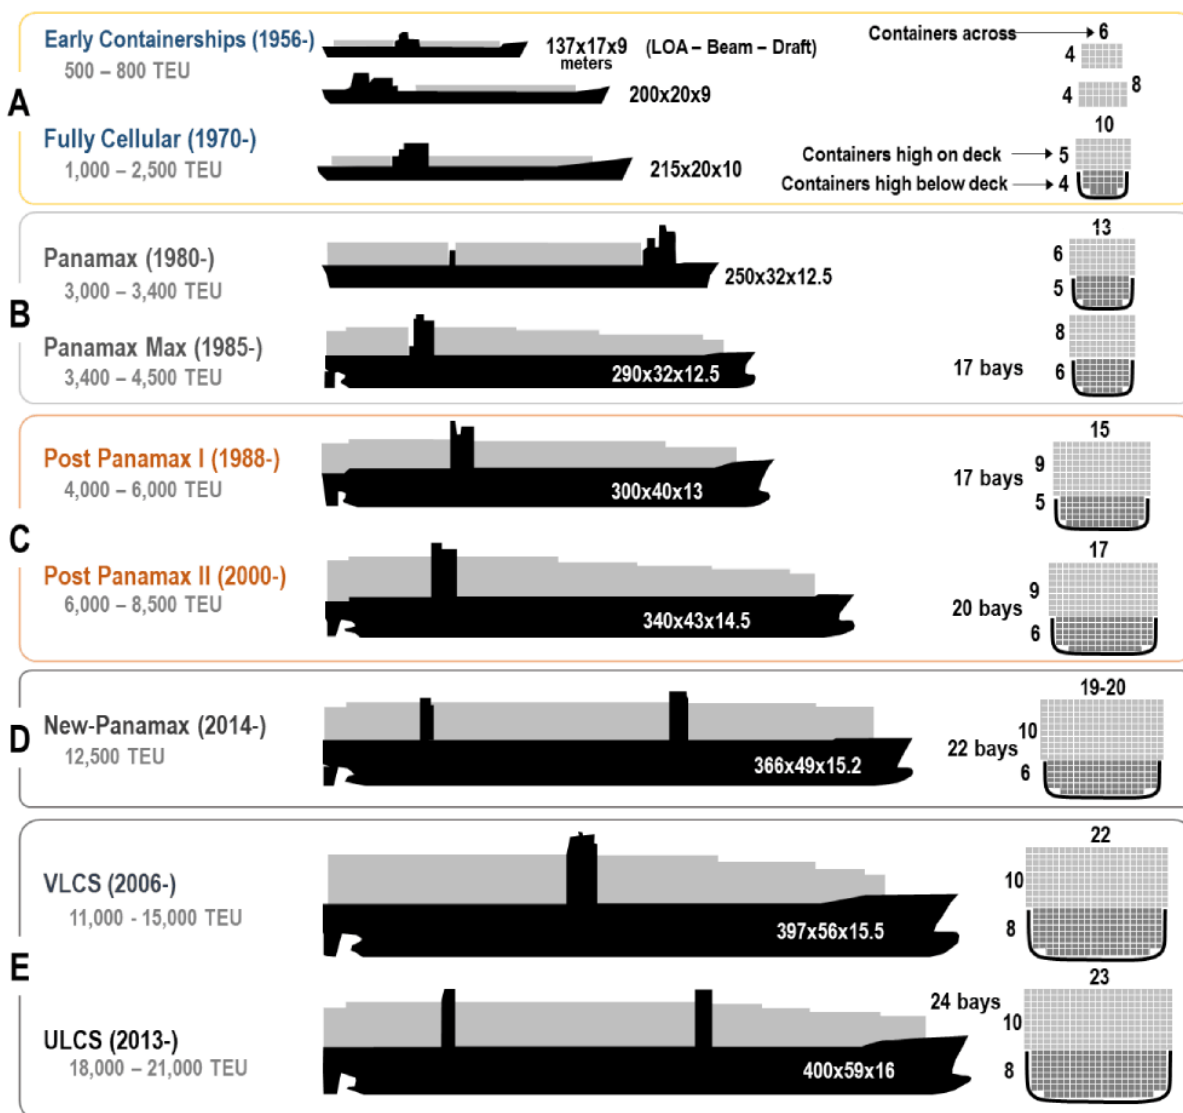 A
Early Containerships (1956-)
500 – 800 TEU
137x17x9 (LOA – Beam – Draft)
meters
Containers across 6
4
200x20x9
4 8
Fully Cellular (1970-)
1,000 – 2,500 TEU
215x20x10
10
Containers high on deck 5
Containers high below deck 4
B
Panamax (1980-)
3,000 – 3,400 TEU
250x32x12.5
13
6
5
Panamax Max (1985-)
3,400 – 4,500 TEU
290x32x12.5
17 bays
8
6
C
Post Panamax I (1988-)
4,000 – 6,000 TEU
300x40x13
17 bays
15
9
5
Post Panamax II (2000-)
6,000 – 8,500 TEU
340x43x14.5
20 bays
17
9
6
D
New-Panamax (2014-)
12,500 TEU
366x49x15.2
22 bays
19-20
10
6
E
VLCS (2006-)
11,000 - 15,000 TEU
397x56x15.5
22
10
8
ULCS (2013-)
18,000 – 21,000 TEU
400x59x16
24 bays
23
10
8